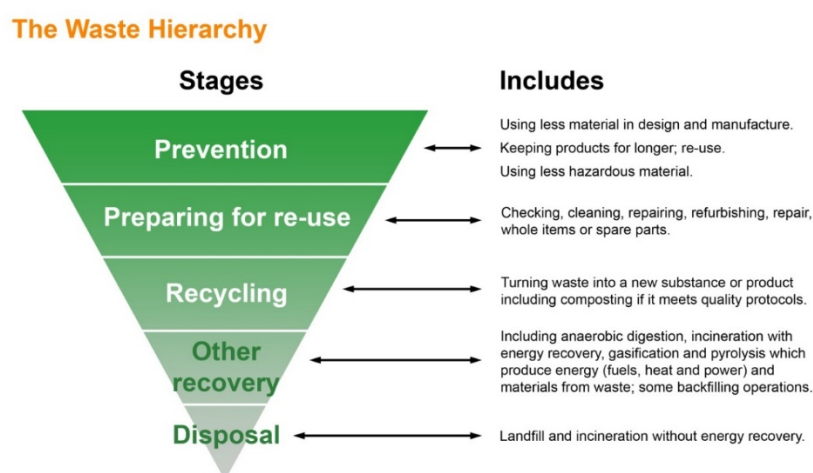 The Waste Hierarchy
Stages
Includes
Prevention
Using less material in design and manufacture.
Keeping products for longer; re-use.
Using less hazardous material.
Preparing for re-use
Checking, cleaning, repairing, refurbishing, repair,
whole items or spare parts.
Recycling
Turning waste into a new substance or product
including composting if it meets quality protocols.
Other
recovery
Including anaerobic digestion, incineration with
energy recovery, gasification and pyrolysis which
produce energy (fuels, heat and power) and
materials from waste; some backfilling operations.
Disposal
Landfill and incineration without energy recovery.